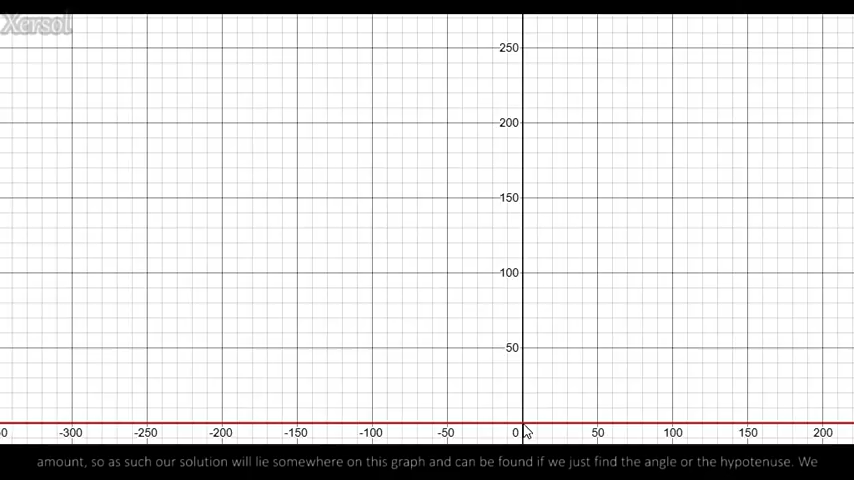 Xersol
250
200
150
100
50
-300 -250 -200 -150 -100 -50 0 50 100 150 200
amount, so as such our solution will lie somewhere on this graph and can be found if we just find the angle or the hypotenuse. We